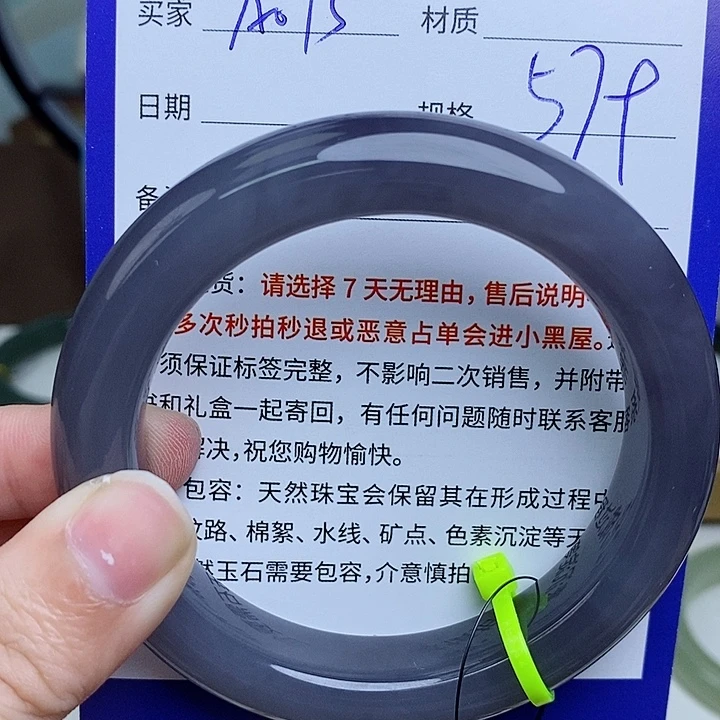 买家 A015 材质
日期 规格 57
货：请选择 7 天无理由，售后说明
多次秒拍秒退或恶意占单会进小黑屋。
须保证标签完整，不影响二次销售，并附带
和礼盒一起寄回，有任何问题随时联系客服
解决，祝您购物愉快。
包容：天然珠宝会保留其在形成过程中
纹路、棉絮、水线、矿点、色素沉淀等天
然玉石需要包容，介意慎拍